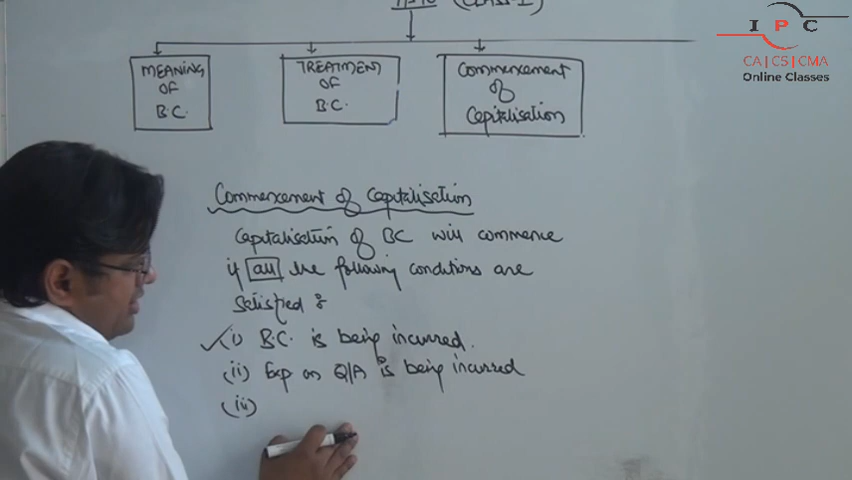 (CLASS-I)
I P C
CA|CS|CMA
Online Classes
MEANING
OF
B.C.
TREATMENT
OF
B.C.
Commencement
of
Capitalisation
Commencement of Capitalisation
Capitalisation of BC will commence
if all the following conditions are
satisfied :
(i) B.C. is being incurred.
(ii) Exp on Q/A is being incurred
(iii)